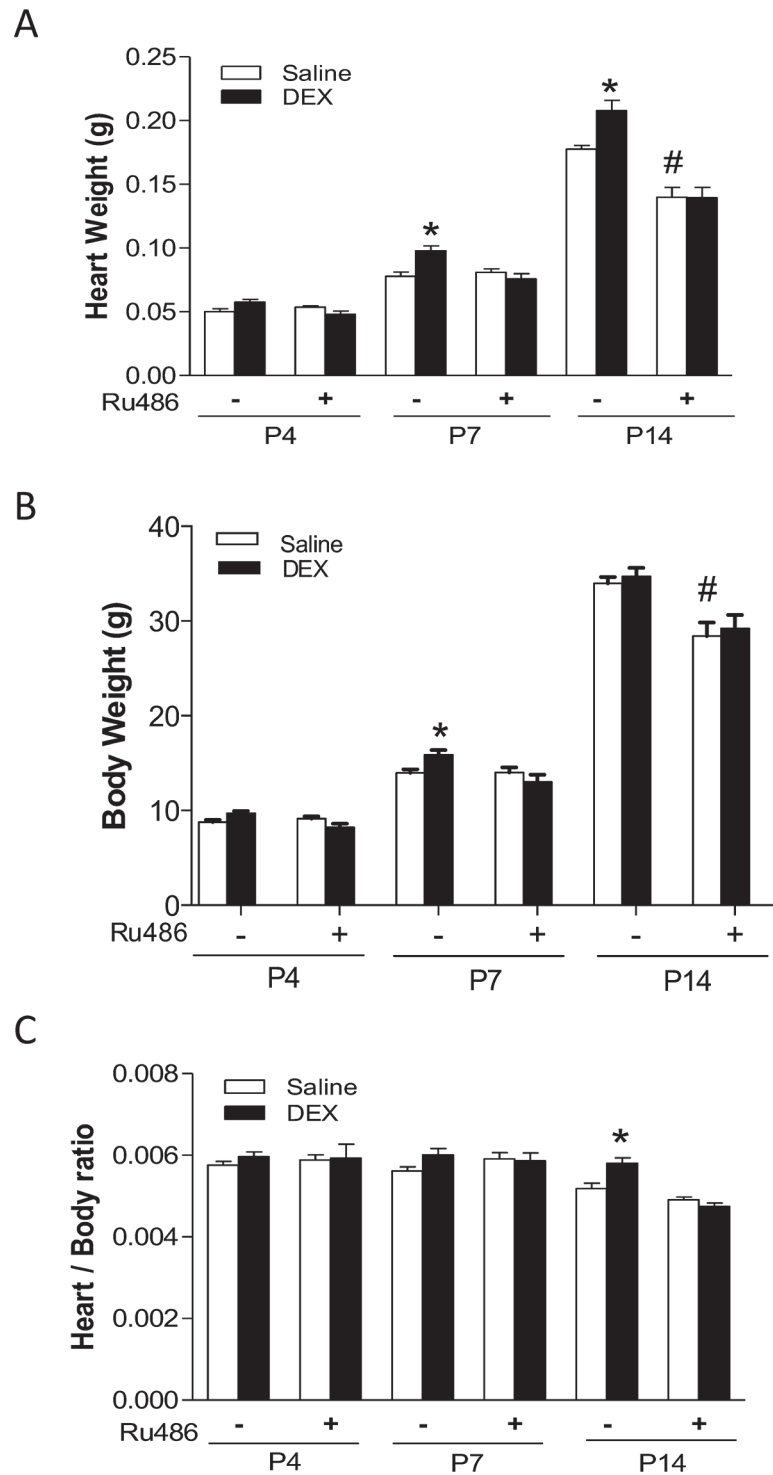 A
Heart Weight (g)
0.25
0.20
0.15
0.10
0.05
0.00
Saline
DEX
*
*
#
Ru486 - + - + - +
P4 P7 P14
B
Body Weight (g)
40
30
20
10
0
Saline
DEX
*
#
Ru486 - + - + - +
P4 P7 P14
C
Heart / Body ratio
0.008
0.006
0.004
0.002
0.000
Saline
DEX
*
Ru486 - + - + - +
P4 P7 P14